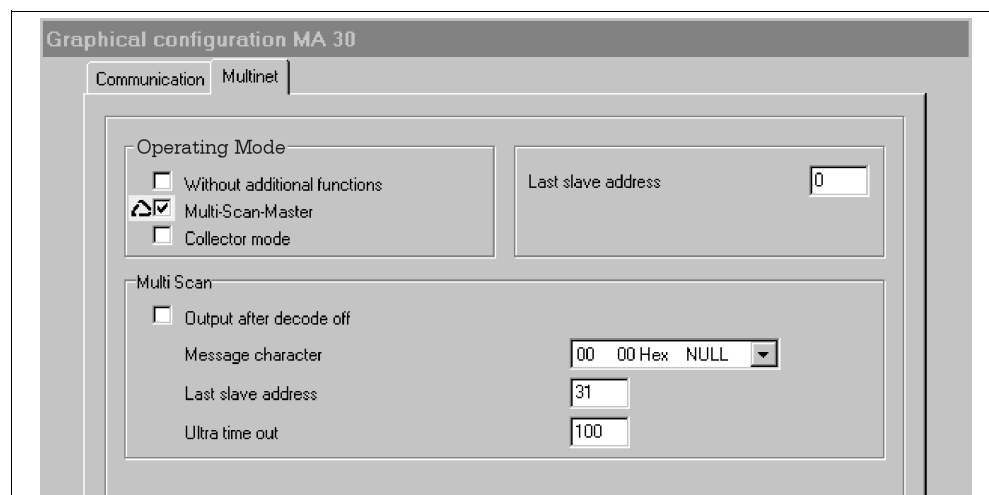 Graphical configuration MA 30
Communication Multinet
Operating Mode
Without additional functions
Multi-Scan-Master
Collector mode
Last slave address 0
Multi Scan
Output after decode off
Message character 00 00 Hex NULL
Last slave address 31
Ultra time out 100